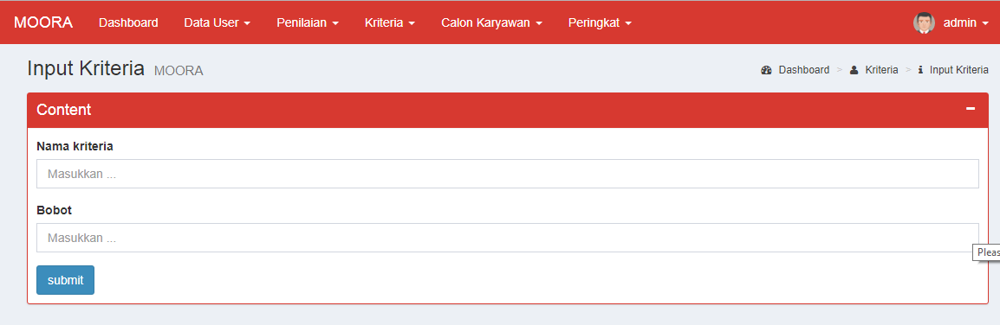 MOORA Dashboard Data User Penilaian Kriteria Calon Karyawan Peringkat admin
Input Kriteria MOORA Dashboard > Kriteria > Input Kriteria
Content
Nama kriteria
Masukkan ...
Bobot
Masukkan ...
Pleas
submit